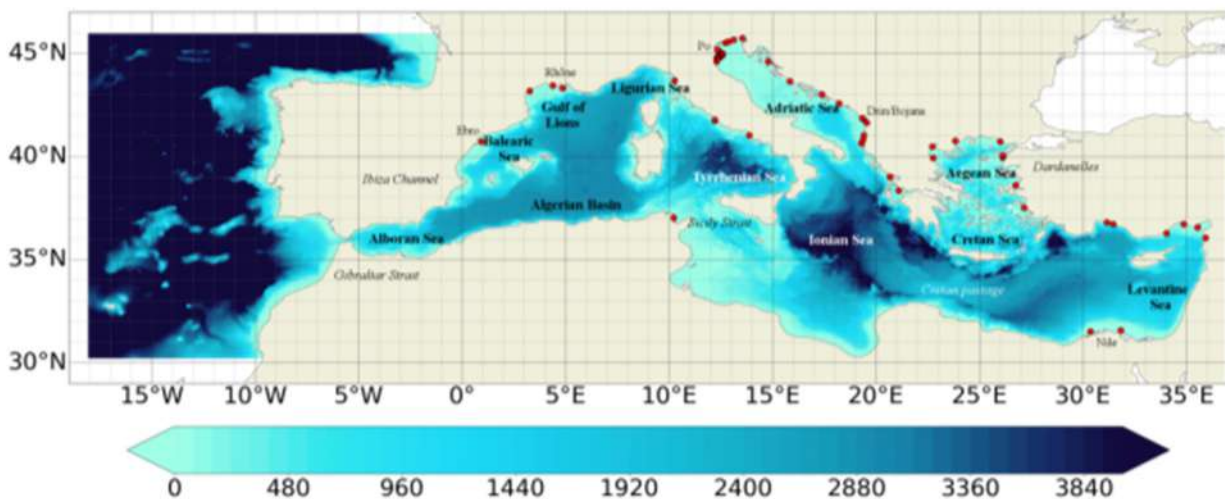 45°N
40°N
35°N
30°N
Po
Rhône
Ligurian Sea
Gulf of
Lions
Adriatic Sea
Drin/Bojana
Ebro
Balearic
Sea
Ibiza Channel
Tyrrhenian Sea
Aegean Sea
Dardanelles
Algerian Basin
Sicily Strait
Alboran Sea
Ionian Sea
Cretan Sea
Gibraltar Strait
Cretan passage
Levantine
Sea
Nile
15°W 10°W 5°W 0° 5°E 10°E 15°E 20°E 25°E 30°E 35°E
0 480 960 1440 1920 2400 2880 3360 3840